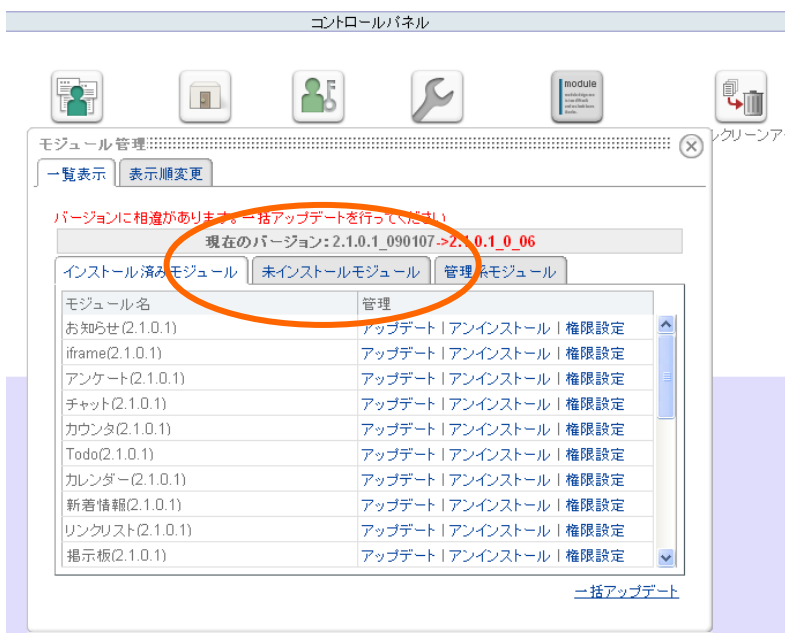 コントロールパネル
module
レクリーンア
モジュール管理
一覧表示 表示順変更
バージョンに相違があります。一括アップデートを行ってください
現在のバージョン:2.1.0.1_090107->2.1.0.1_0_06
インストール済みモジュール 未インストールモジュール 管理系モジュール
モジュール名 管理
お知らせ(2.1.0.1) アップデート | アンインストール | 権限設定
iframe(2.1.0.1) アップデート | アンインストール | 権限設定
アンケート(2.1.0.1) アップデート | アンインストール | 権限設定
チャット(2.1.0.1) アップデート | アンインストール | 権限設定
カウンタ(2.1.0.1) アップデート | アンインストール | 権限設定
Todo(2.1.0.1) アップデート | アンインストール | 権限設定
カレンダー(2.1.0.1) アップデート | アンインストール | 権限設定
新着情報(2.1.0.1) アップデート | アンインストール | 権限設定
リンクリスト(2.1.0.1) アップデート | アンインストール | 権限設定
掲示板(2.1.0.1) アップデート | アンインストール | 権限設定
一括アップデート